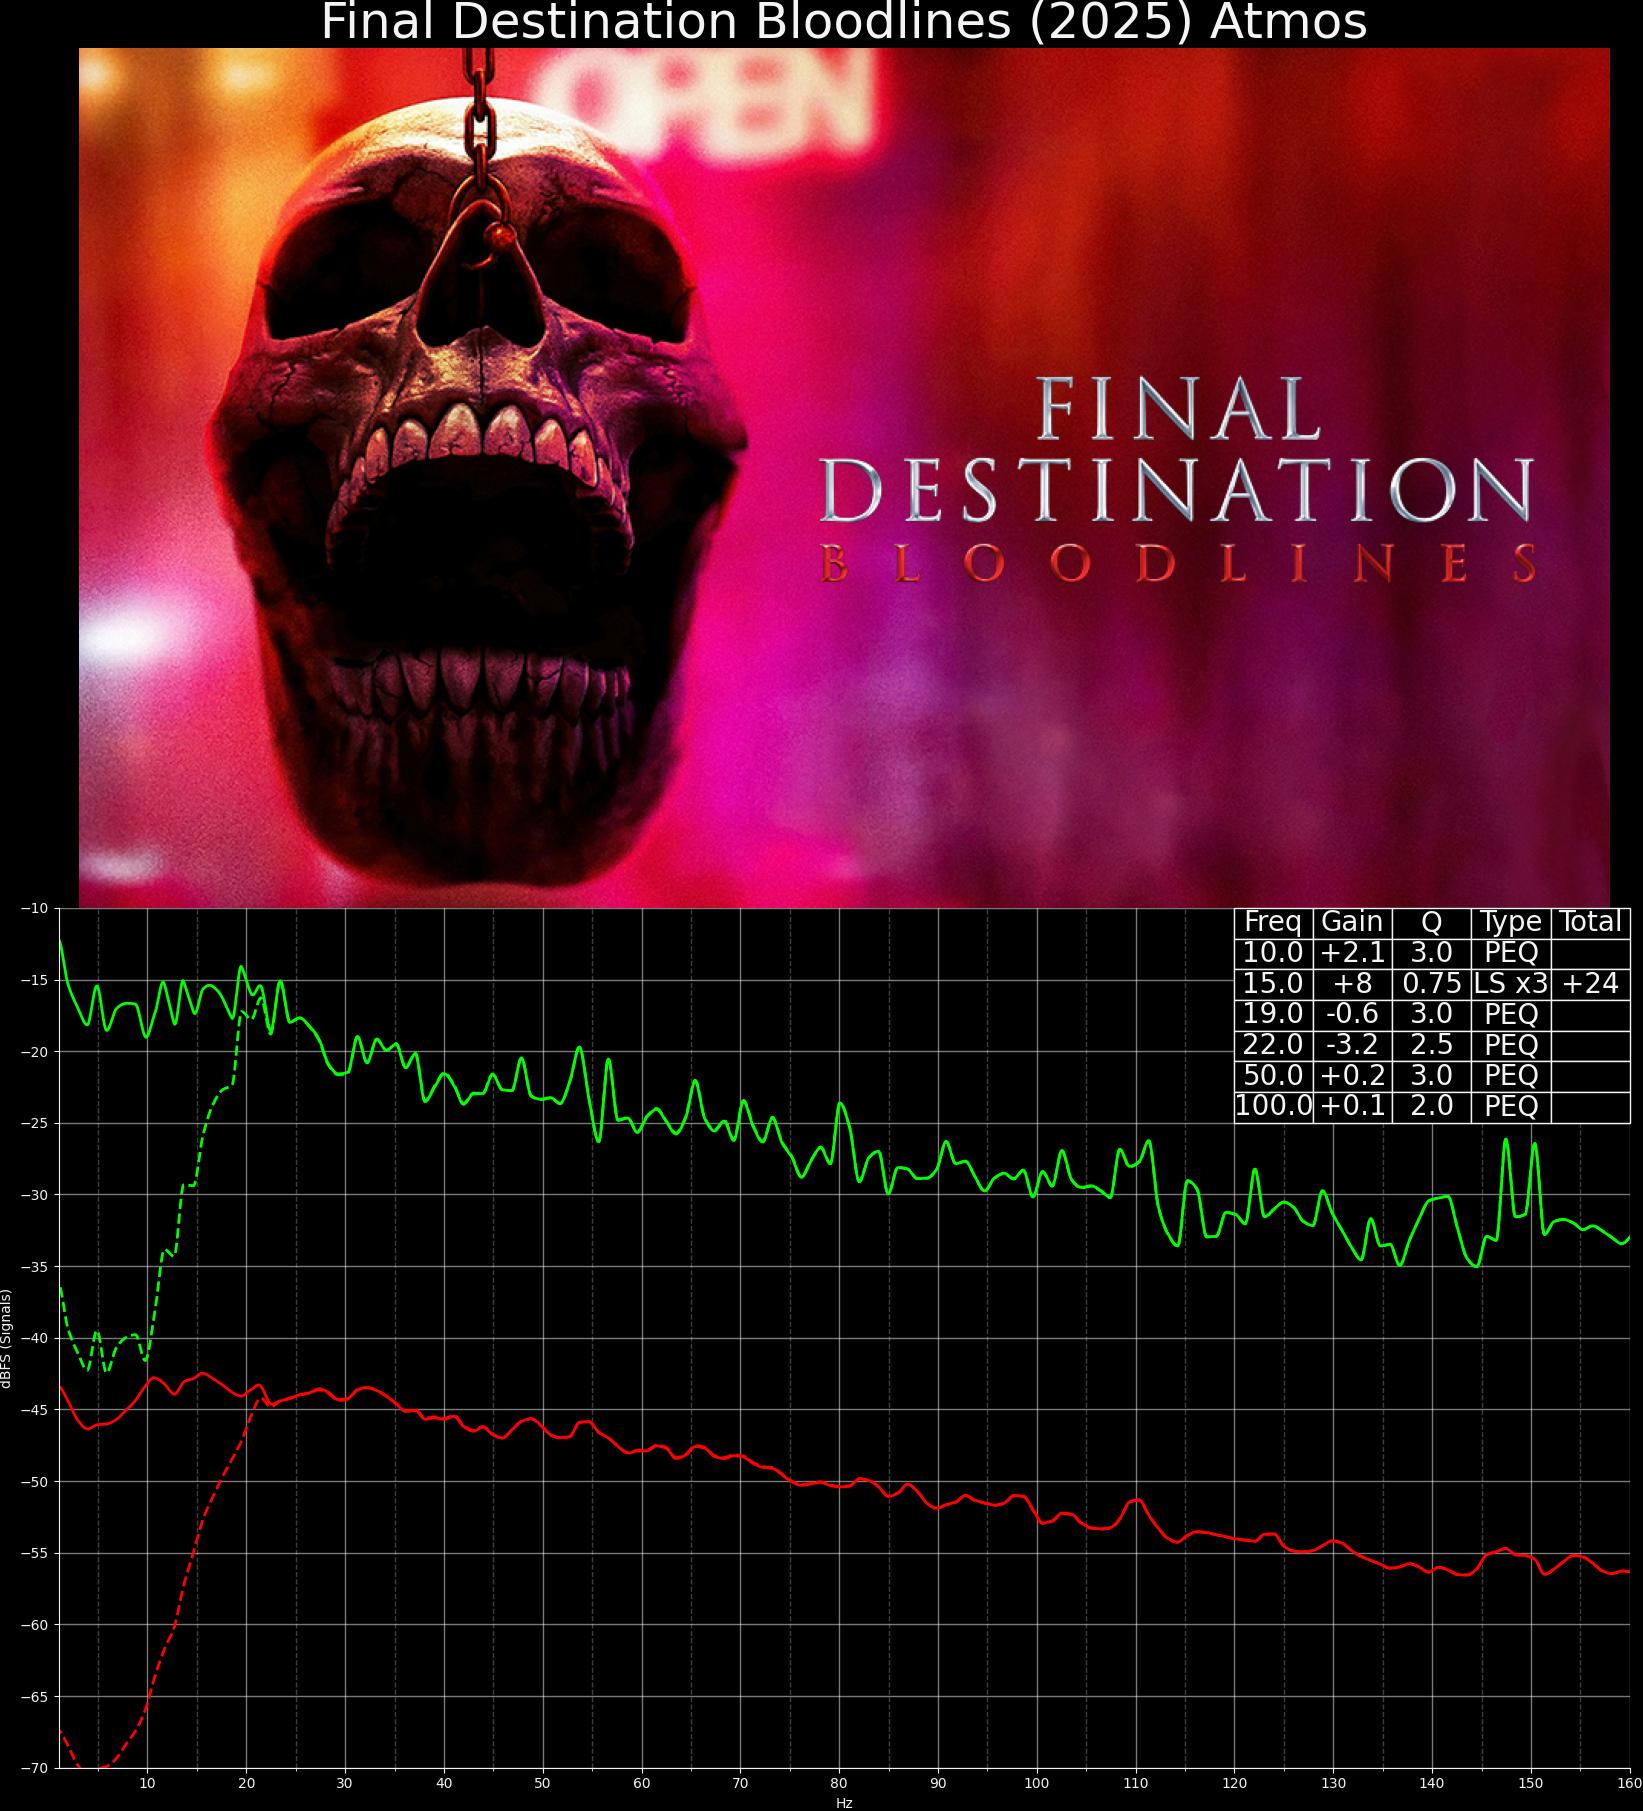 Final Destination Bloodlines (2025) Atmos
OPEN
FINAL
DESTINATION
BLOODLINES
Freq Gain Q Type Total
10.0 +2.1 3.0 PEQ
15.0 +8 0.75 LS x3 +24
19.0 -0.6 3.0 PEQ
22.0 -3.2 2.5 PEQ
50.0 +0.2 3.0 PEQ
100.0 +0.1 2.0 PEQ
−10
−15
−20
−25
−30
−35
−40
−45
−50
−55
−60
−65
−70
dBFS (Signals)
10 20 30 40 50 60 70 80 90 100 110 120 130 140 150 160
Hz